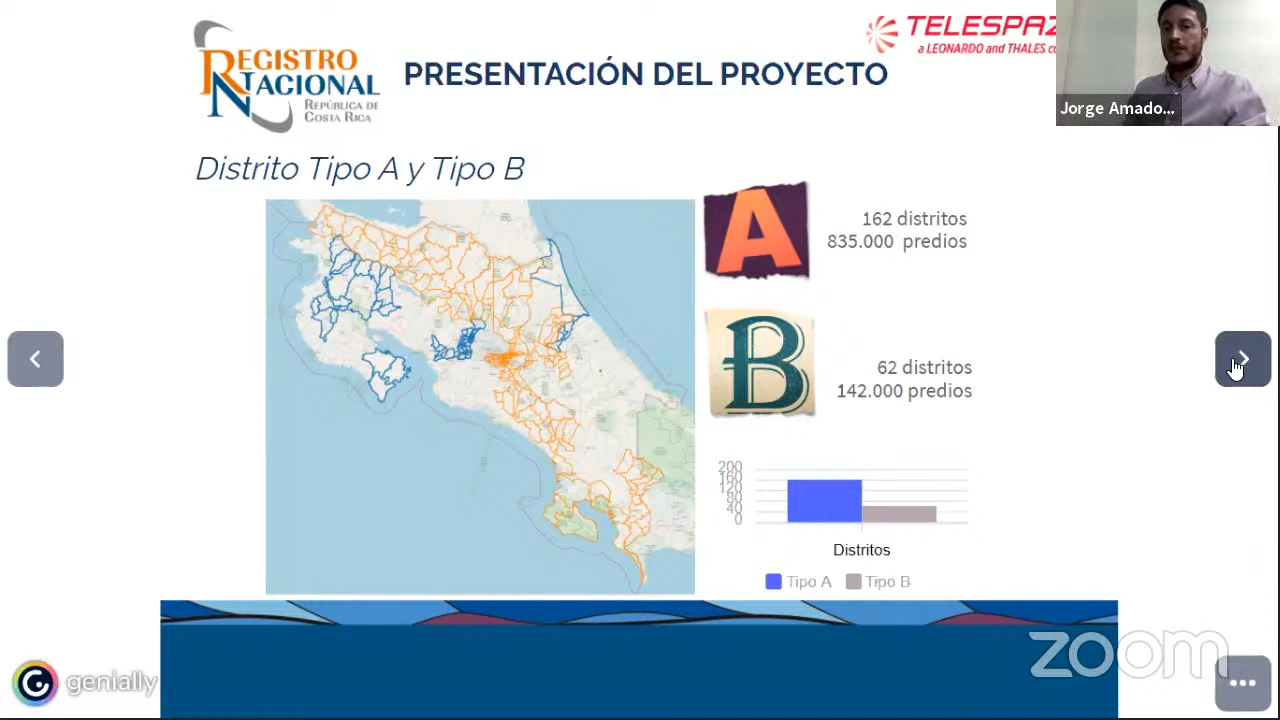 REGISTRO
NACIONAL
REPÚBLICA DE
COSTA RICA
PRESENTACIÓN DEL PROYECTO
TELESPAZ
a LEONARDO and THALES co
Jorge Amado...
Distrito Tipo A y Tipo B
A
162 distritos
835.000 predios
B
62 distritos
142.000 predios
200
160
120
80
40
0
Distritos
Tipo A
Tipo B
zoom
genially